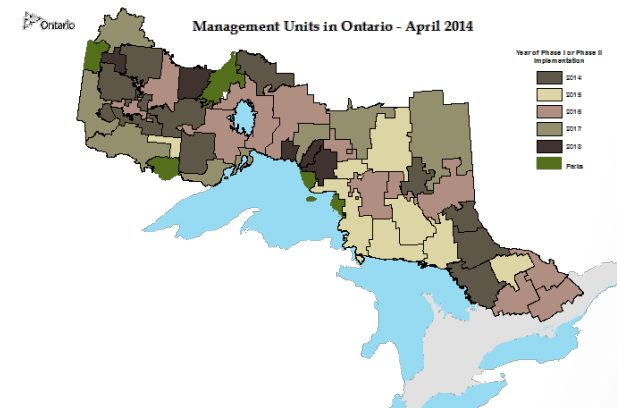 Ontario
Management Units in Ontario - April 2014
Year of Phase I or Phase II
Implementation
2014
2015
2016
2017
2018
Parks